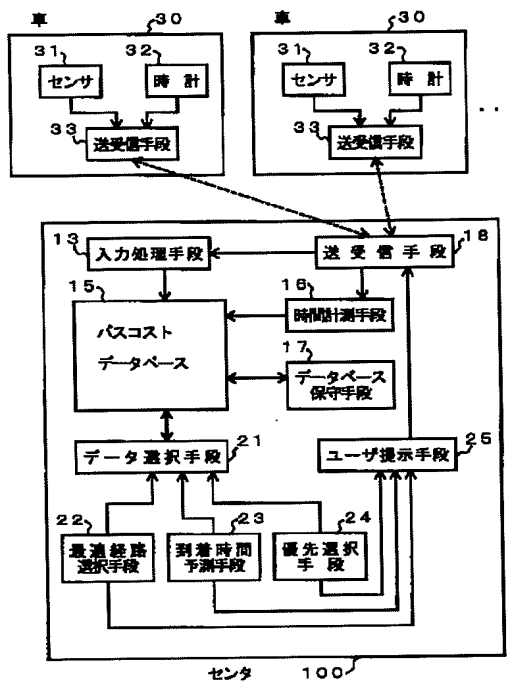 車 30
車 30
31 32
センサ 時計
33
送受信手段
31 32
センサ 時計
33
送受信手段
・・
13
入力処理手段
送受信手段
18
15
パスコスト
データベース
16
時間計測手段
17
データベース
保守手段
データ選択手段
21
ユーザ提示手段
25
22
最適経路
選択手段
23
到着時間
予測手段
24
優先選択
手段
センタ 100